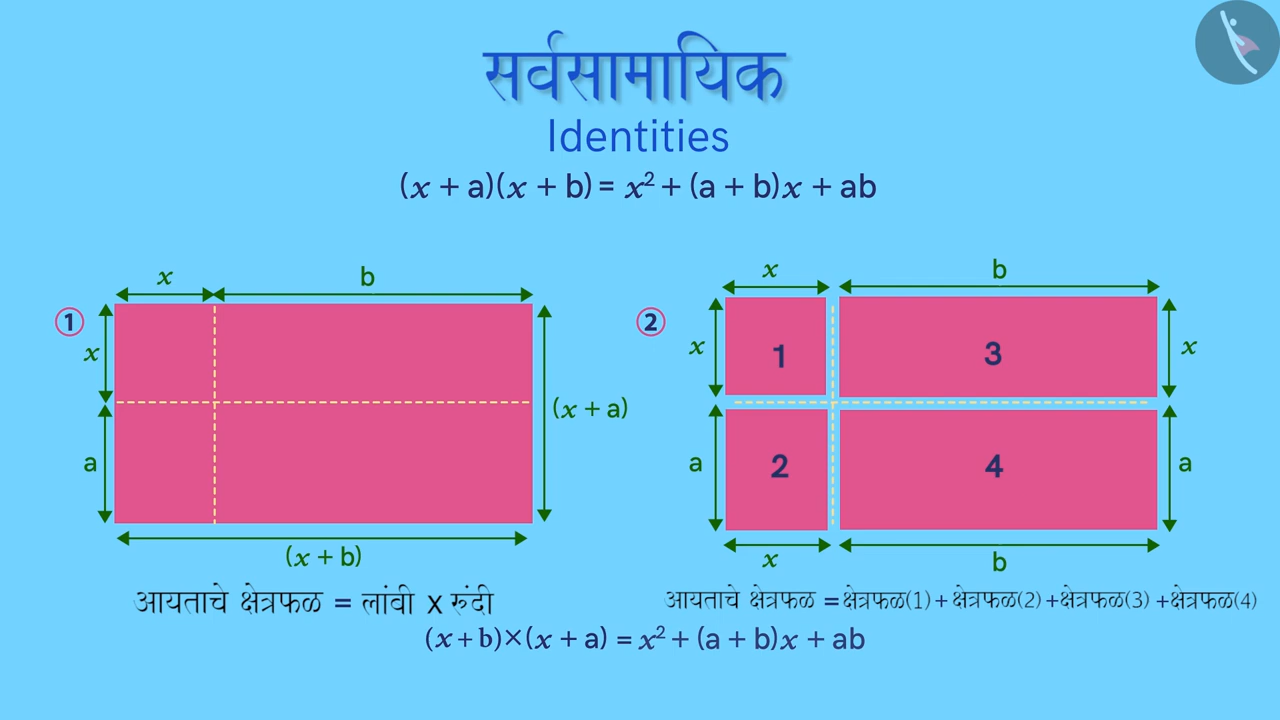 सर्वसामायिक
Identities
(x + a)(x + b) = x² + (a + b)x + ab
x b
① x (x + a)
a
(x + b)
आयताचे क्षेत्रफळ = लांबी x रुंदी
x b
② x 1 3 x
a 2 4 a
x b
आयताचे क्षेत्रफळ = क्षेत्रफळ(1) + क्षेत्रफळ(2) +क्षेत्रफळ(3) +क्षेत्रफळ(4)
(x + b)×(x + a) = x² + (a + b)x + ab